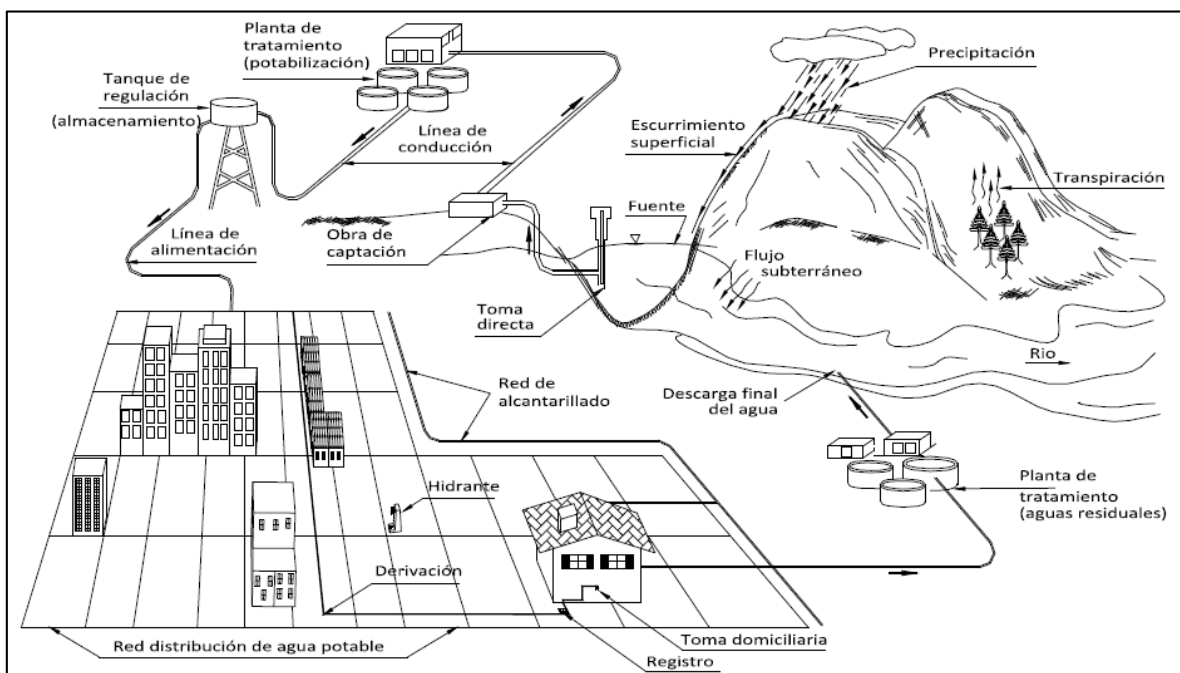 Planta de
tratamiento
(potabilización)
Precipitación
Tanque de
regulación
(almacenamiento)
Línea de
conducción
Escurrimiento
superficial
Transpiración
Fuente
Línea de
alimentación
Obra de
captación
Flujo
subterráneo
Toma
directa
Rio
Red de
alcantarillado
Descarga final
del agua
Hidrante
Planta de
tratamiento
(aguas residuales)
Derivación
Red distribución de agua potable
Toma domiciliaria
Registro